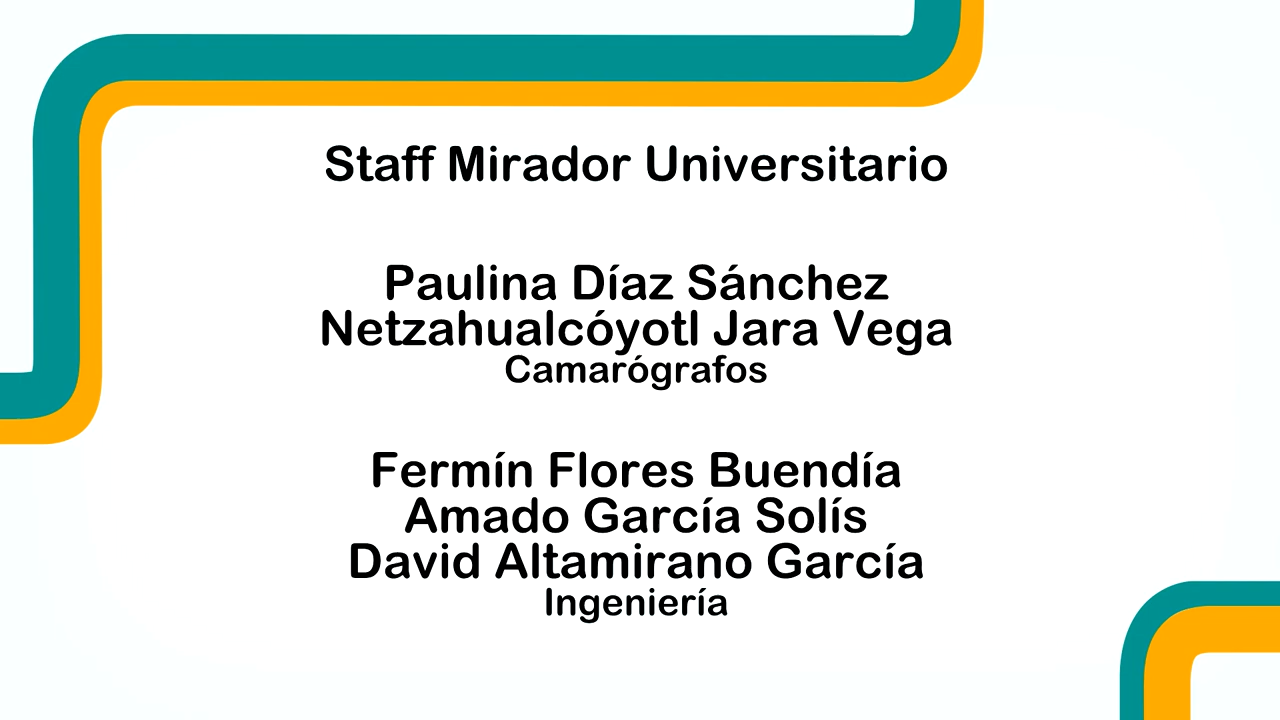 Staff Mirador Universitario
Paulina Díaz Sánchez
Netzahualcóyotl Jara Vega
Camarógrafos
Fermín Flores Buendía
Amado García Solís
David Altamirano García
Ingeniería